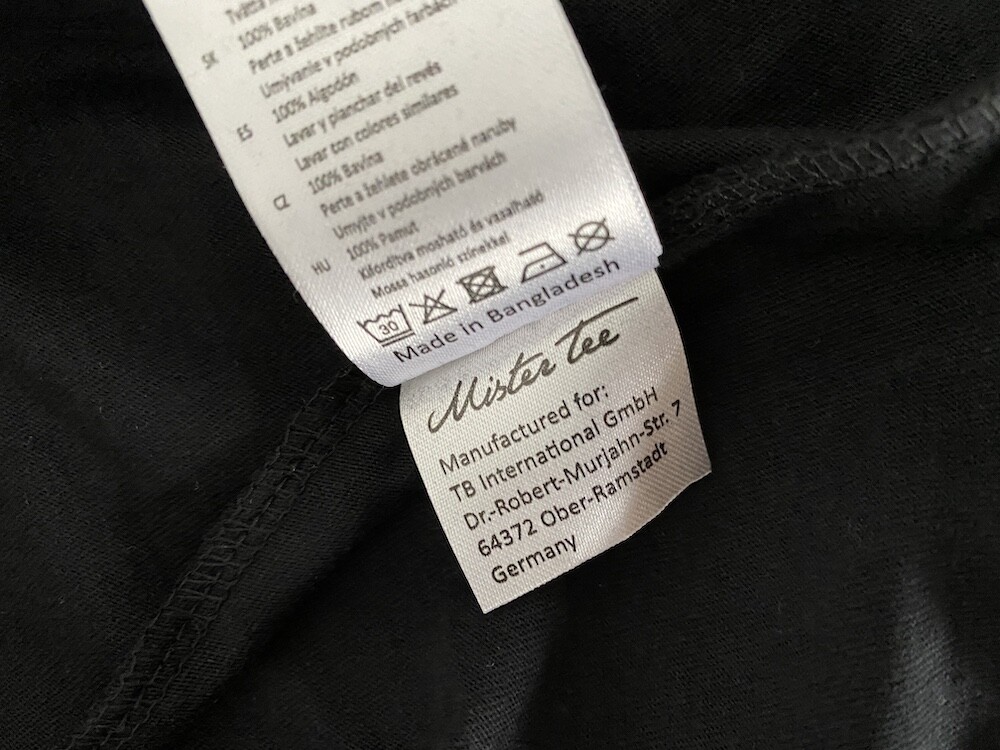 Tvätta
SK 100% Bavlna
Perte a žehlite rubom
Umývanie v podobných farbách
ES 100% Algodón
Lavar y planchar del revés
Lavar ton colores similares
CZ 100% Bavlna
Perte a žehlete obrácené naruby
Umyjte v podobných barvách
HU 100% Pamut
Kifordítva mosható és vasalható
Mossa hasonló színekkel
30
Made in Bangladesh
Mister Tee
Manufactured for:
TB International GmbH
Dr.-Robert-Murjahn-Str. 7
64372 Ober-Ramstadt
Germany